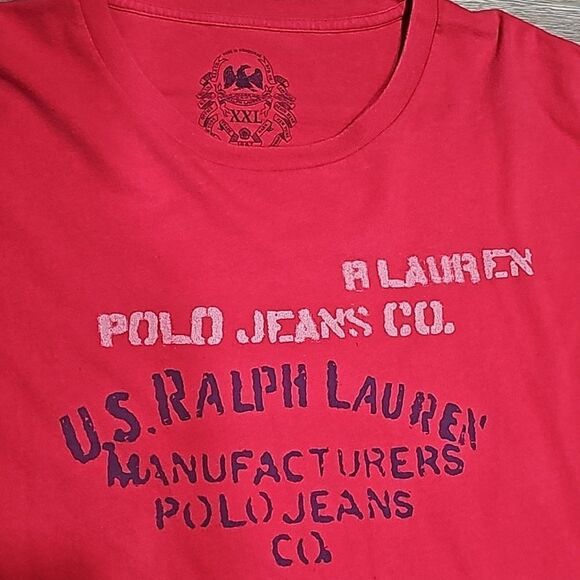 XXL
R LAUREN
POLO JEANS CO.
U.S. RALPH LAUREN
MANUFACTURERS
POLO JEANS
CO.